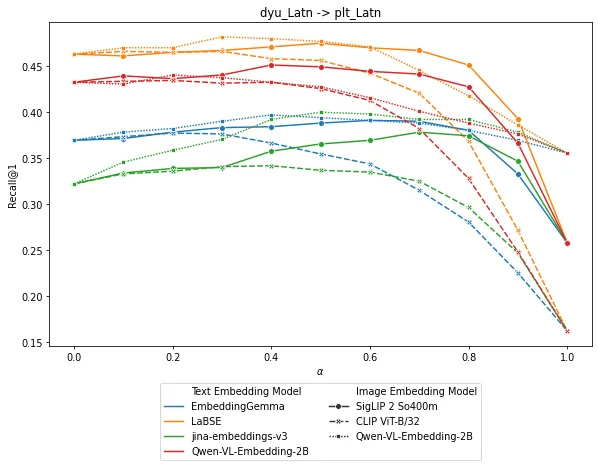 dyu_Latn -> plt_Latn
Recall@1
0.45
0.40
0.35
0.30
0.25
0.20
0.15
0.0
0.2
0.4
0.6
0.8
1.0
α
Text Embedding Model
EmbeddingGemma
LaBSE
jina-embeddings-v3
Qwen-VL-Embedding-2B
Image Embedding Model
SigLIP 2 So400m
CLIP ViT-B/32
Qwen-VL-Embedding-2B